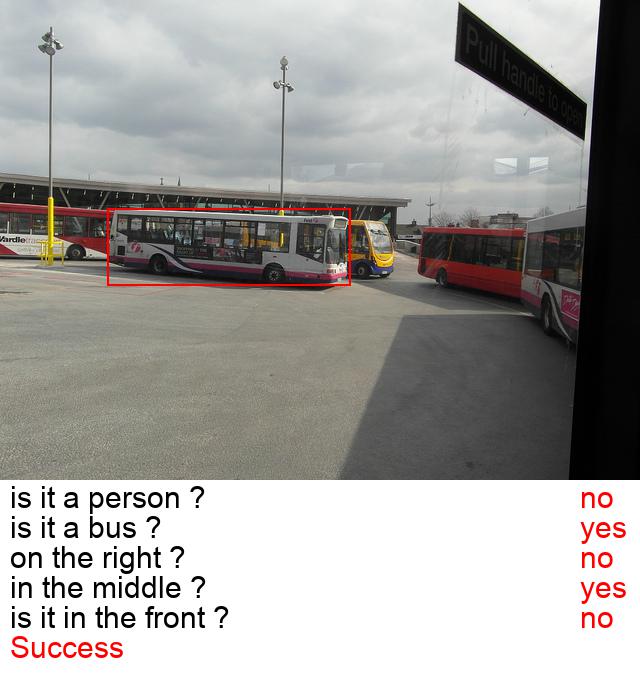 Pull handle to open
Wardle
is it a person ? no
is it a bus ? yes
on the right ? no
in the middle ? yes
is it in the front ? no
Success